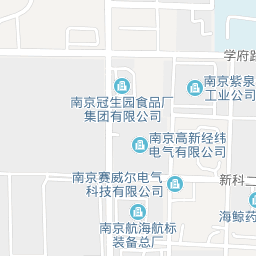 学府路
南京紫泉
工业公司
南京冠生园食品厂
集团有限公司
南京高新经纬
电气有限公司
南京赛威尔电气
科技有限公司
新科二
海鲸药
南京航海航标
装备总厂